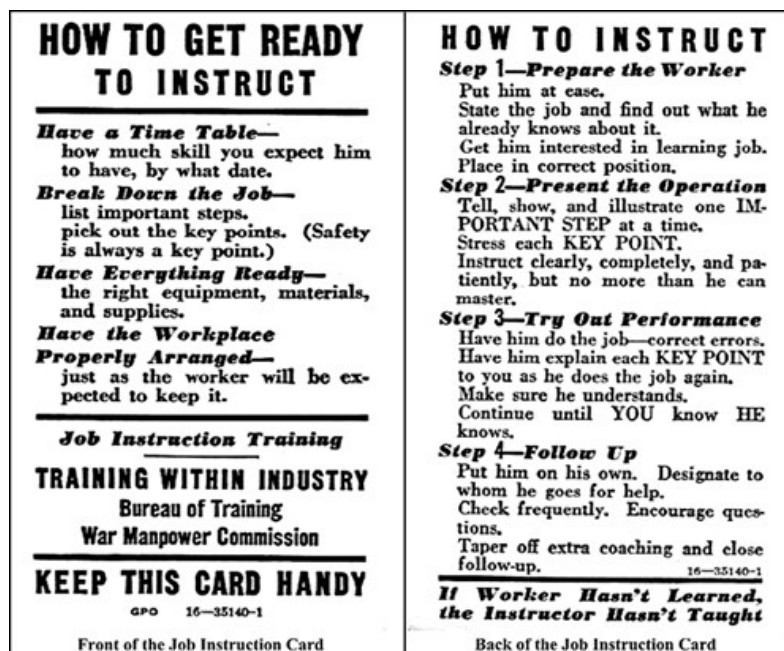 HOW TO GET READY
TO INSTRUCT
Have a Time Table—
how much skill you expect him
to have, by what date.
Break Down the Job—
list important steps.
pick out the key points. (Safety
is always a key point.)
Have Everything Ready—
the right equipment, materials,
and supplies.
Have the Workplace
Properly Arranged—
just as the worker will be ex-
pected to keep it.
Job Instruction Training
TRAINING WITHIN INDUSTRY
Bureau of Training
War Manpower Commission
KEEP THIS CARD HANDY
GPO 16—35140-1
Front of the Job Instruction Card
HOW TO INSTRUCT
Step 1—Prepare the Worker
Put him at ease.
State the job and find out what he
already knows about it.
Get him interested in learning job.
Place in correct position.
Step 2—Present the Operation
Tell, show, and illustrate one IM-
PORTANT STEP at a time.
Stress each KEY POINT.
Instruct clearly, completely, and pa-
tiently, but no more than he can
master.
Step 3—Try Out Performance
Have him do the job—correct errors.
Have him explain each KEY POINT
to you as he does the job again.
Make sure he understands.
Continue until YOU know HE
knows.
Step 4—Follow Up
Put him on his own. Designate to
whom he goes for help.
Check frequently. Encourage ques-
tions.
Taper off extra coaching and close
follow-up. 16—35140-1
If Worker Hasn't Learned,
the Instructor Hasn't Taught
Back of the Job Instruction Card